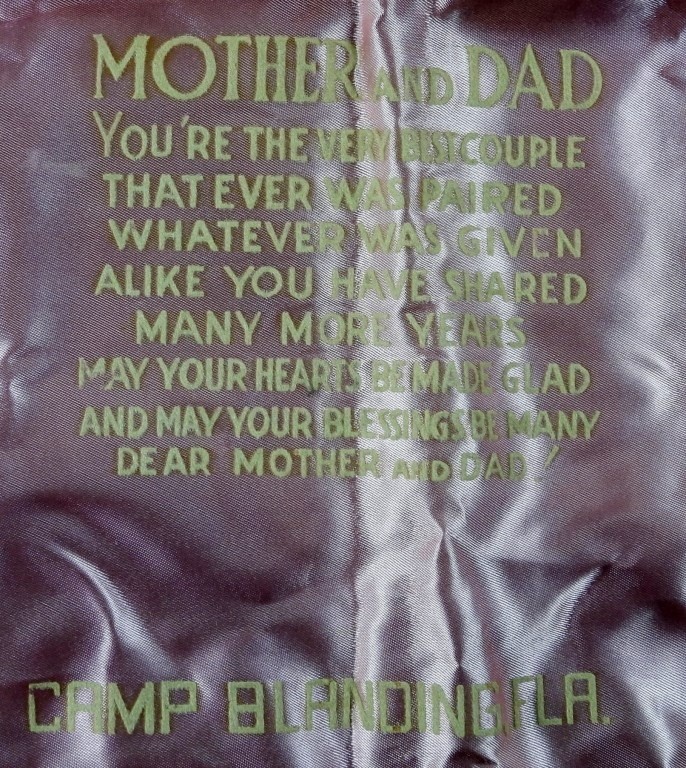 MOTHER AND DAD
YOU'RE THE VERY BEST COUPLE
THAT EVER WAS PAIRED
WHATEVER WAS GIVEN
ALIKE YOU HAVE SHARED
MANY MORE YEARS
MAY YOUR HEARTS BE MADE GLAD
AND MAY YOUR BLESSINGS BE MANY
DEAR MOTHER AND DAD!
CAMP BLANDING, FLA.